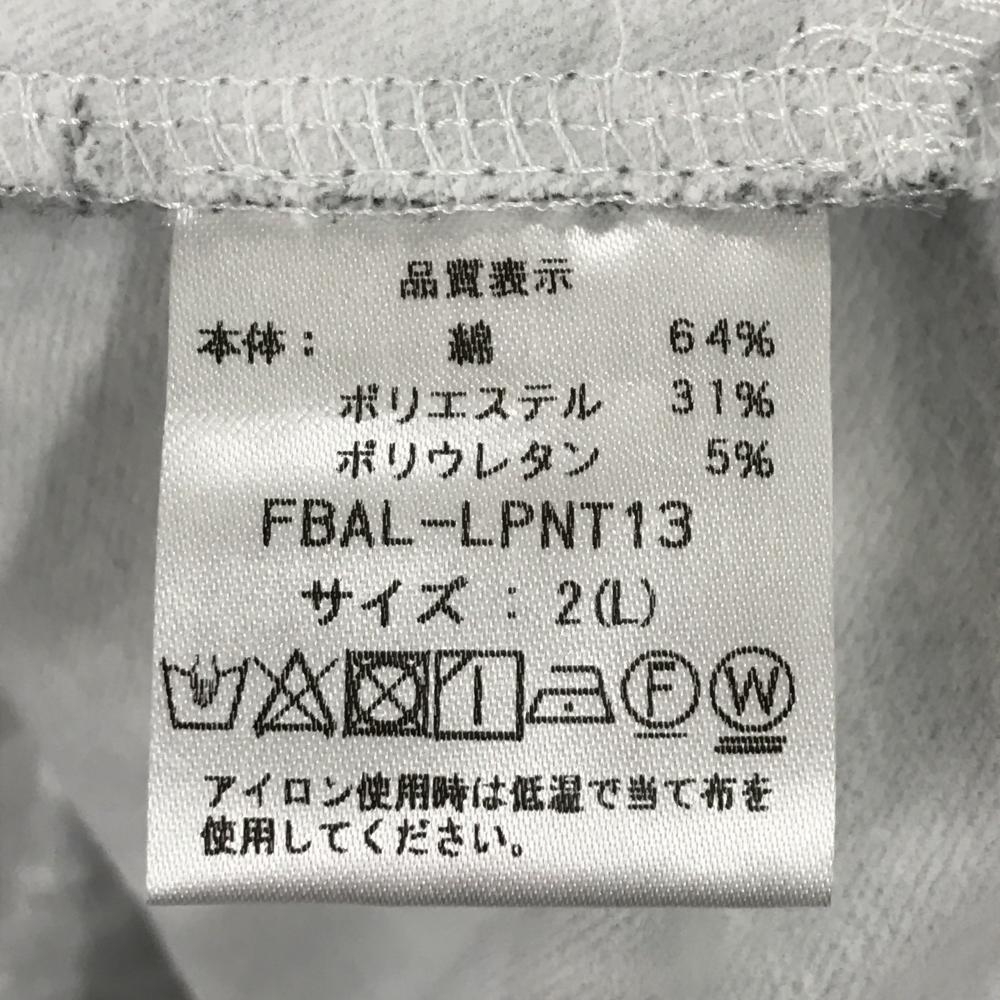 品質表示
本体: 綿 64%
ポリエステル 31%
ポリウレタン 5%
FBAL-LPNT13
サイズ : 2(L)
F W
アイロン使用時は低温で当て布を
使用してください。